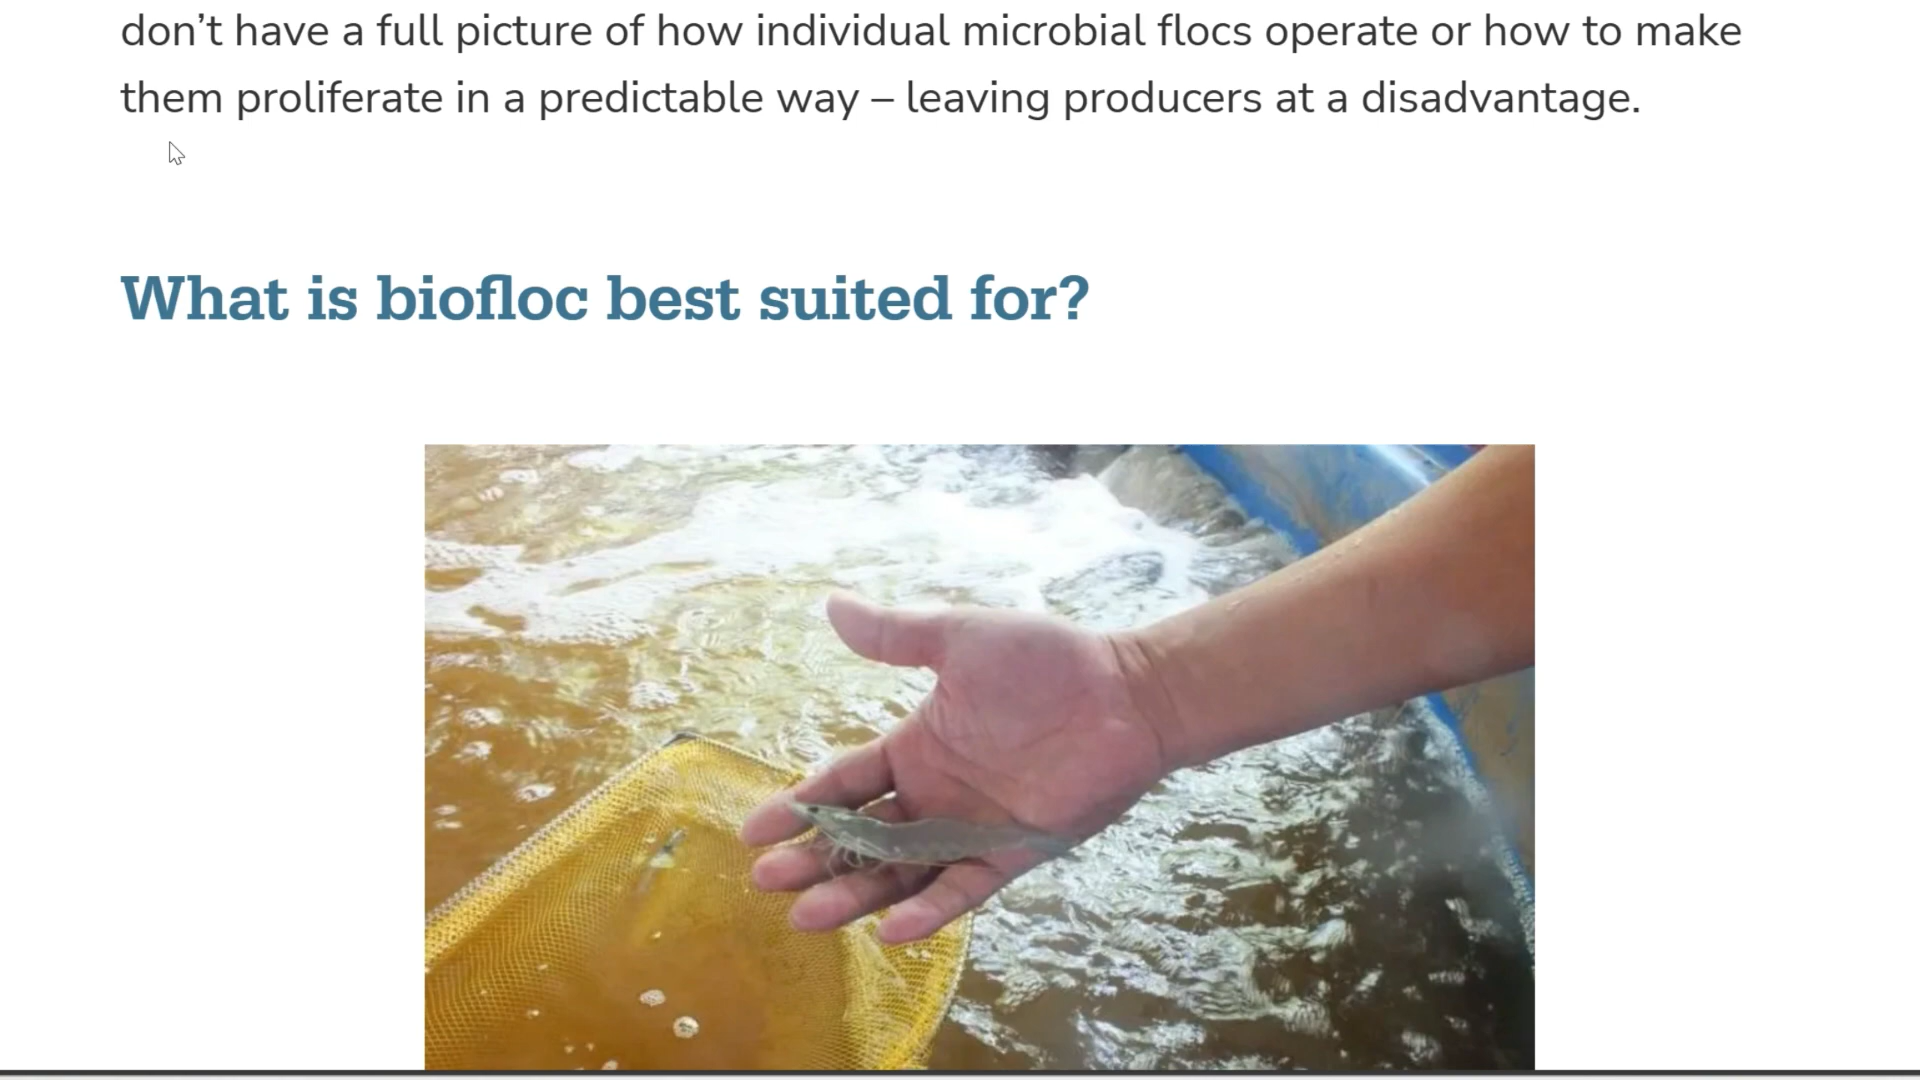 don’t have a full picture of how individual microbial flocs operate or how to make
them proliferate in a predictable way – leaving producers at a disadvantage.
What is biofloc best suited for?